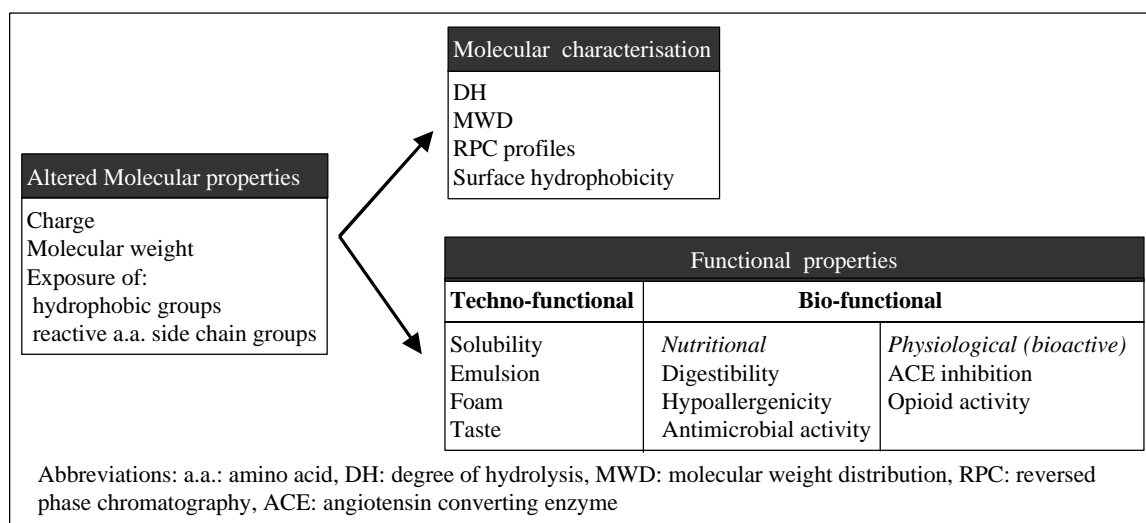 Molecular characterisation
DH
MWD
RPC profiles
Surface hydrophobicity
Altered Molecular properties
Charge
Molecular weight
Exposure of:
hydrophobic groups
reactive a.a. side chain groups
Functional properties
Techno-functional
Solubility
Emulsion
Foam
Taste
Bio-functional
Nutritional
Digestibility
Hypoallergenicity
Antimicrobial activity
Physiological (bioactive)
ACE inhibition
Opioid activity
Abbreviations: a.a.: amino acid, DH: degree of hydrolysis, MWD: molecular weight distribution, RPC: reversed
phase chromatography, ACE: angiotensin converting enzyme